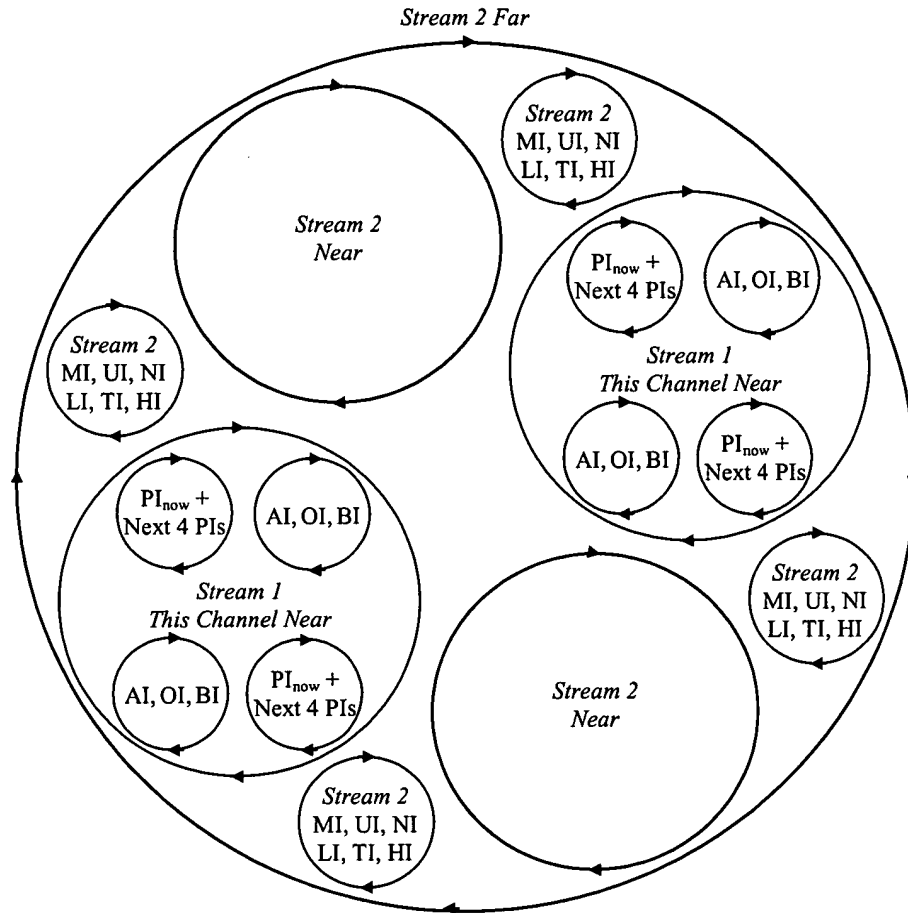 Stream 2 Far
Stream 2
MI, UI, NI
LI, TI, HI
Stream 2
Near
PInow +
Next 4 PIs
AI, OI, BI
Stream 1
This Channel Near
AI, OI, BI
PInow +
Next 4 PIs
Stream 2
MI, UI, NI
LI, TI, HI
PInow +
Next 4 PIs
AI, OI, BI
Stream 1
This Channel Near
AI, OI, BI
PInow +
Next 4 PIs
Stream 2
MI, UI, NI
LI, TI, HI
Stream 2
Near
Stream 2
MI, UI, NI
LI, TI, HI